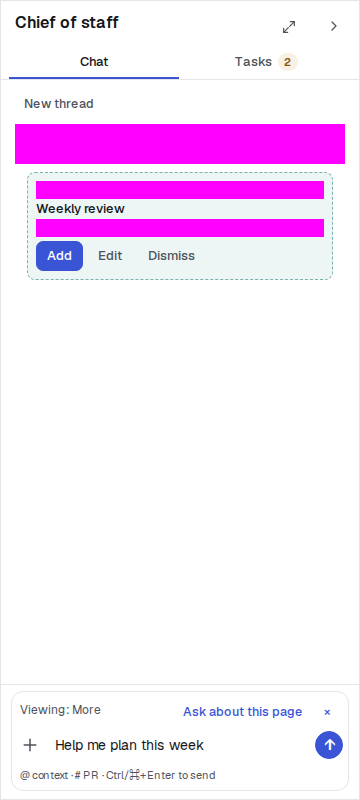 Chief of staff
Chat
Tasks 2
New thread
Weekly review
Add Edit Dismiss
Viewing: More
Ask about this page ×
Help me plan this week
@ context · # PR · Ctrl/⌘+Enter to send